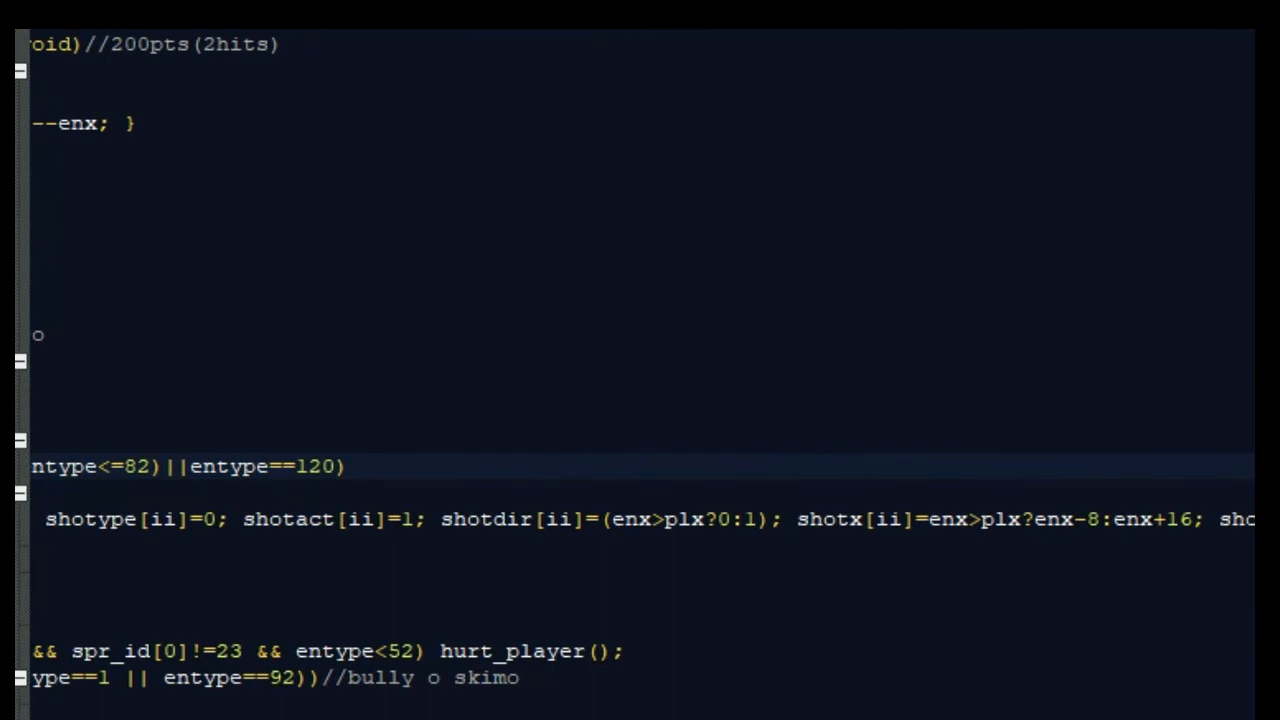 roid)//200pts(2hits)
--enx; }
o
ntype<=82)||entype==120)
shotype[ii]=0; shotact[ii]=1; shotdir[ii]=(enx>plx?0:1); shotx[ii]=enx>plx?enx-8:enx+16; sho
&& spr_id[0]!=23 && entype<52) hurt_player();
ype==1 || entype==92))//bully o skimo